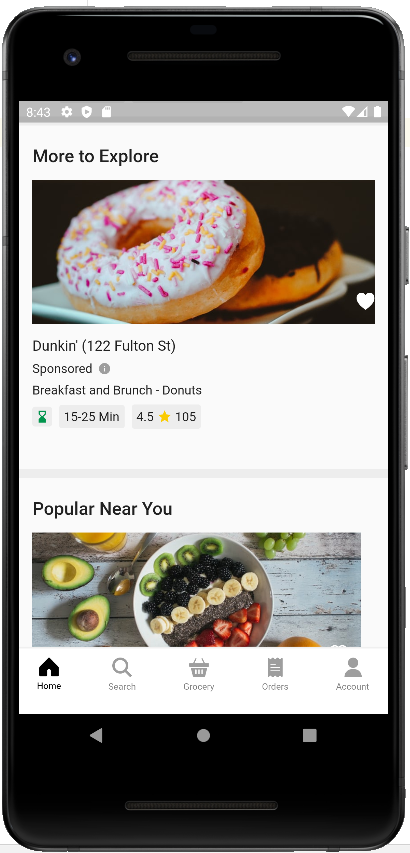 8:43
More to Explore
Dunkin' (122 Fulton St)
Sponsored
Breakfast and Brunch - Donuts
15-25 Min 4.5 105
Popular Near You
Home Search Grocery Orders Account